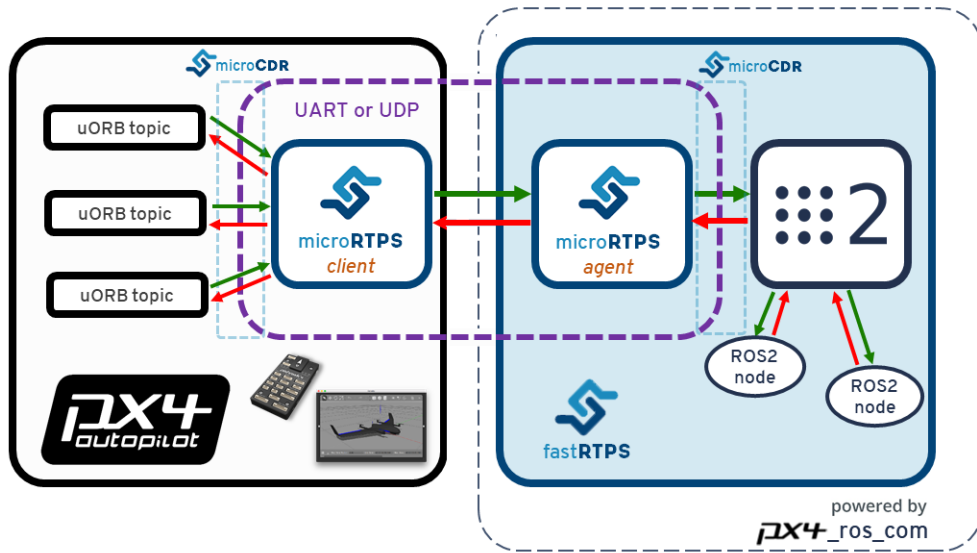 microCDR
UART or UDP
uORB topic
uORB topic
uORB topic
microRTPS
client
px4
autopilot
microCDR
microRTPS
agent
2
ROS2
node
ROS2
node
fastRTPS
powered by
px4_ros_com